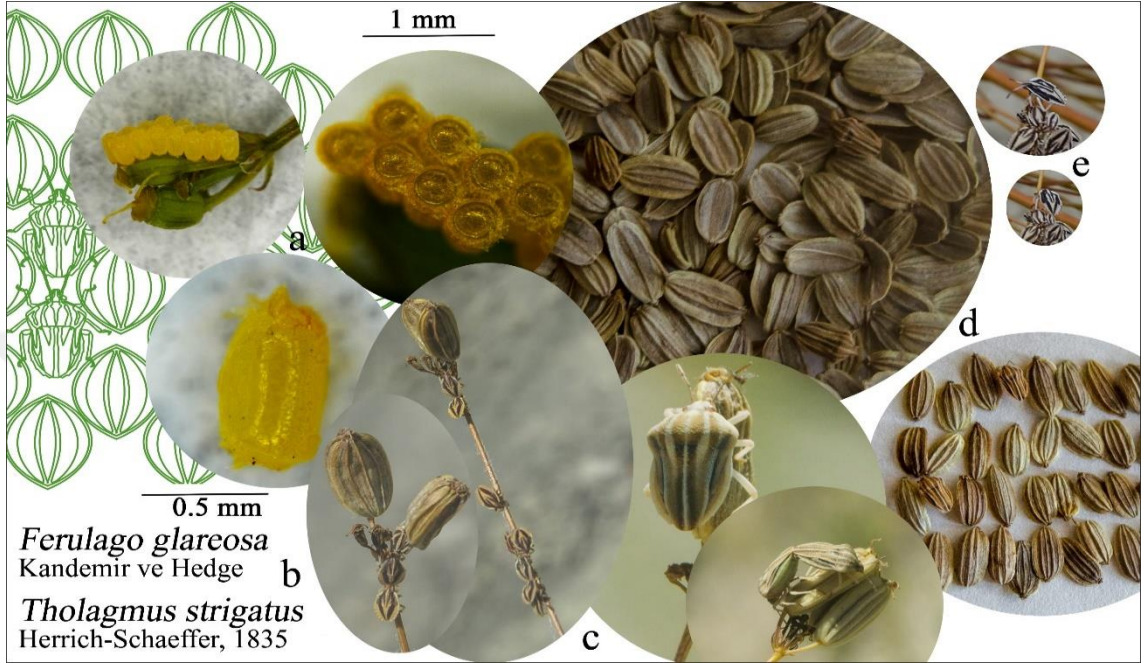 1 mm
a
e
d
0.5 mm
Ferulago glareosa
Kandemir ve Hedge
b
Tholagmus strigatus
Herrich-Schaeffer, 1835
c